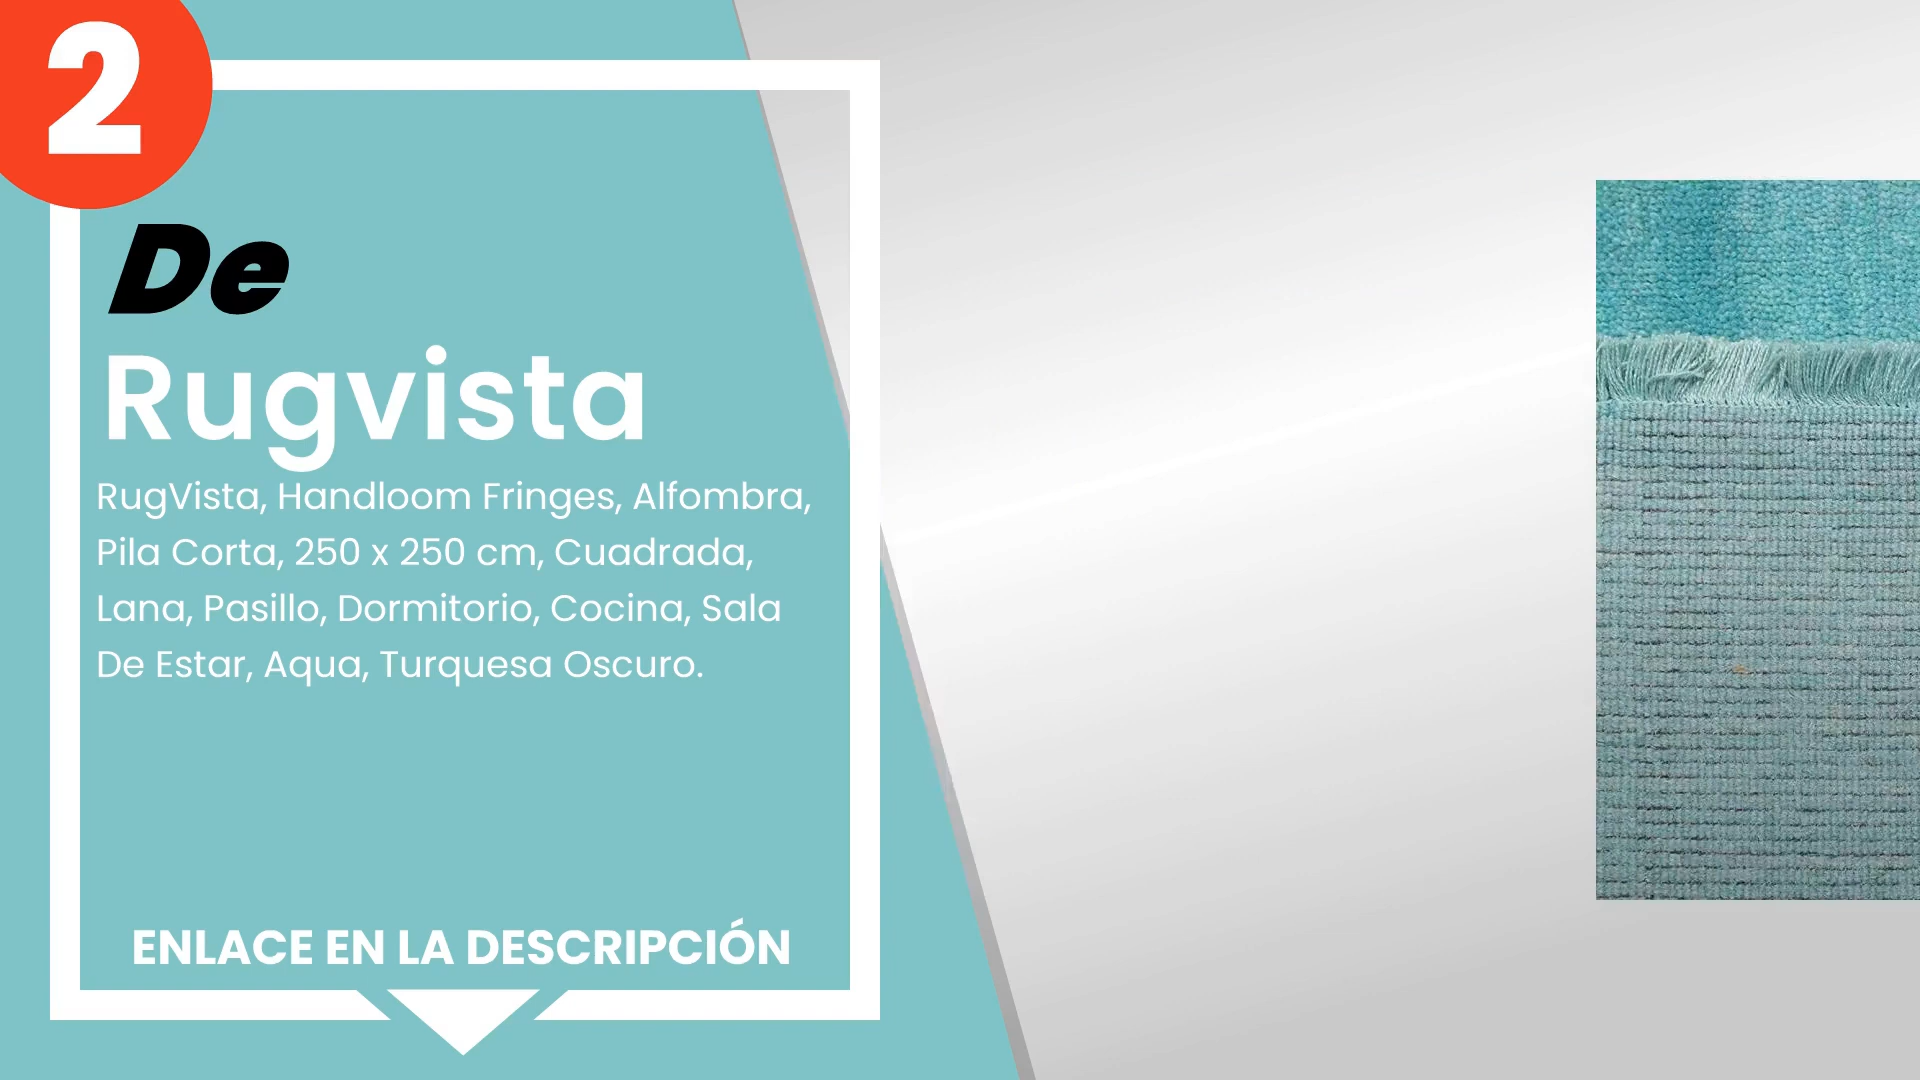 2
De
Rugvista
RugVista, Handloom Fringes, Alfombra,
Pila Corta, 250 x 250 cm, Cuadrada,
Lana, Pasillo, Dormitorio, Cocina, Sala
De Estar, Aqua, Turquesa Oscuro.
ENLACE EN LA DESCRIPCIÓN